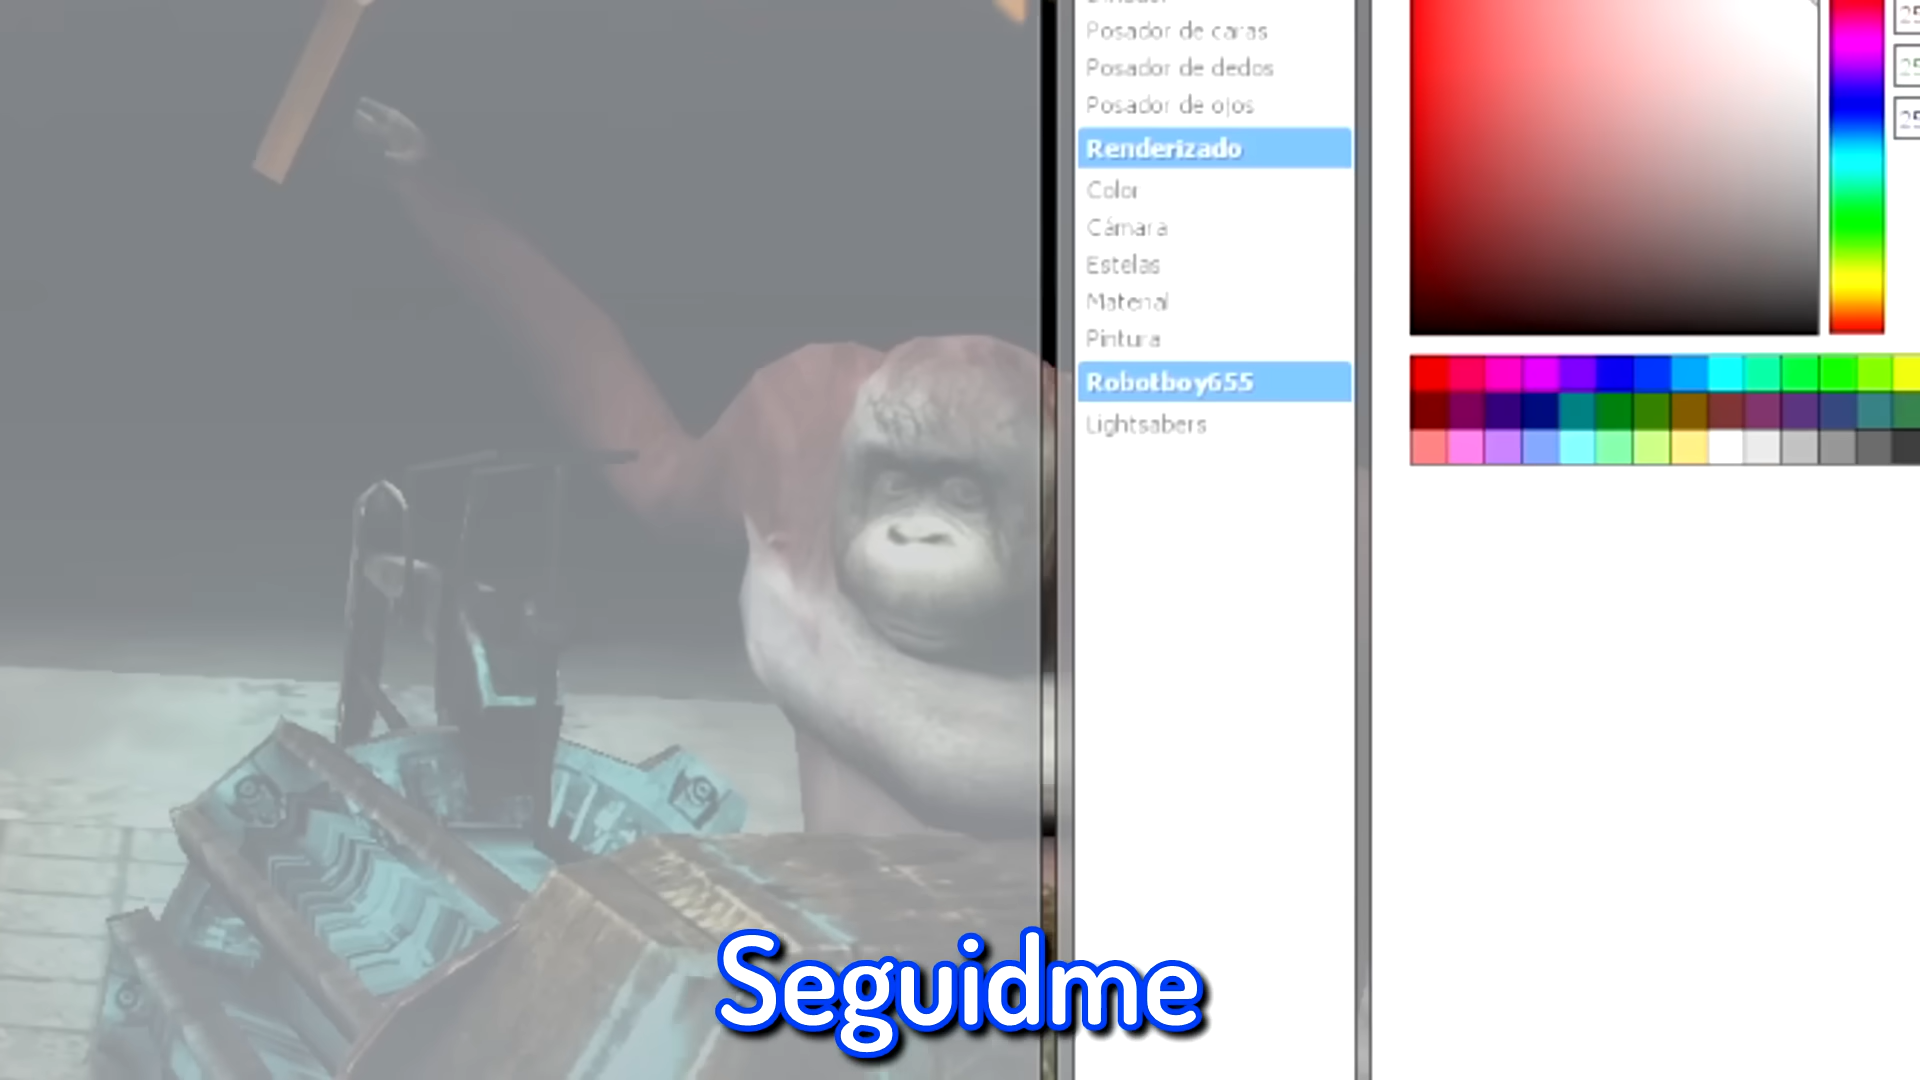 Posador de caras
Posador de dedos
Posador de ojos
Renderizado
Color
Cámara
Estelas
Material
Pintura
Robotboy655
Lightsabers
Seguidme